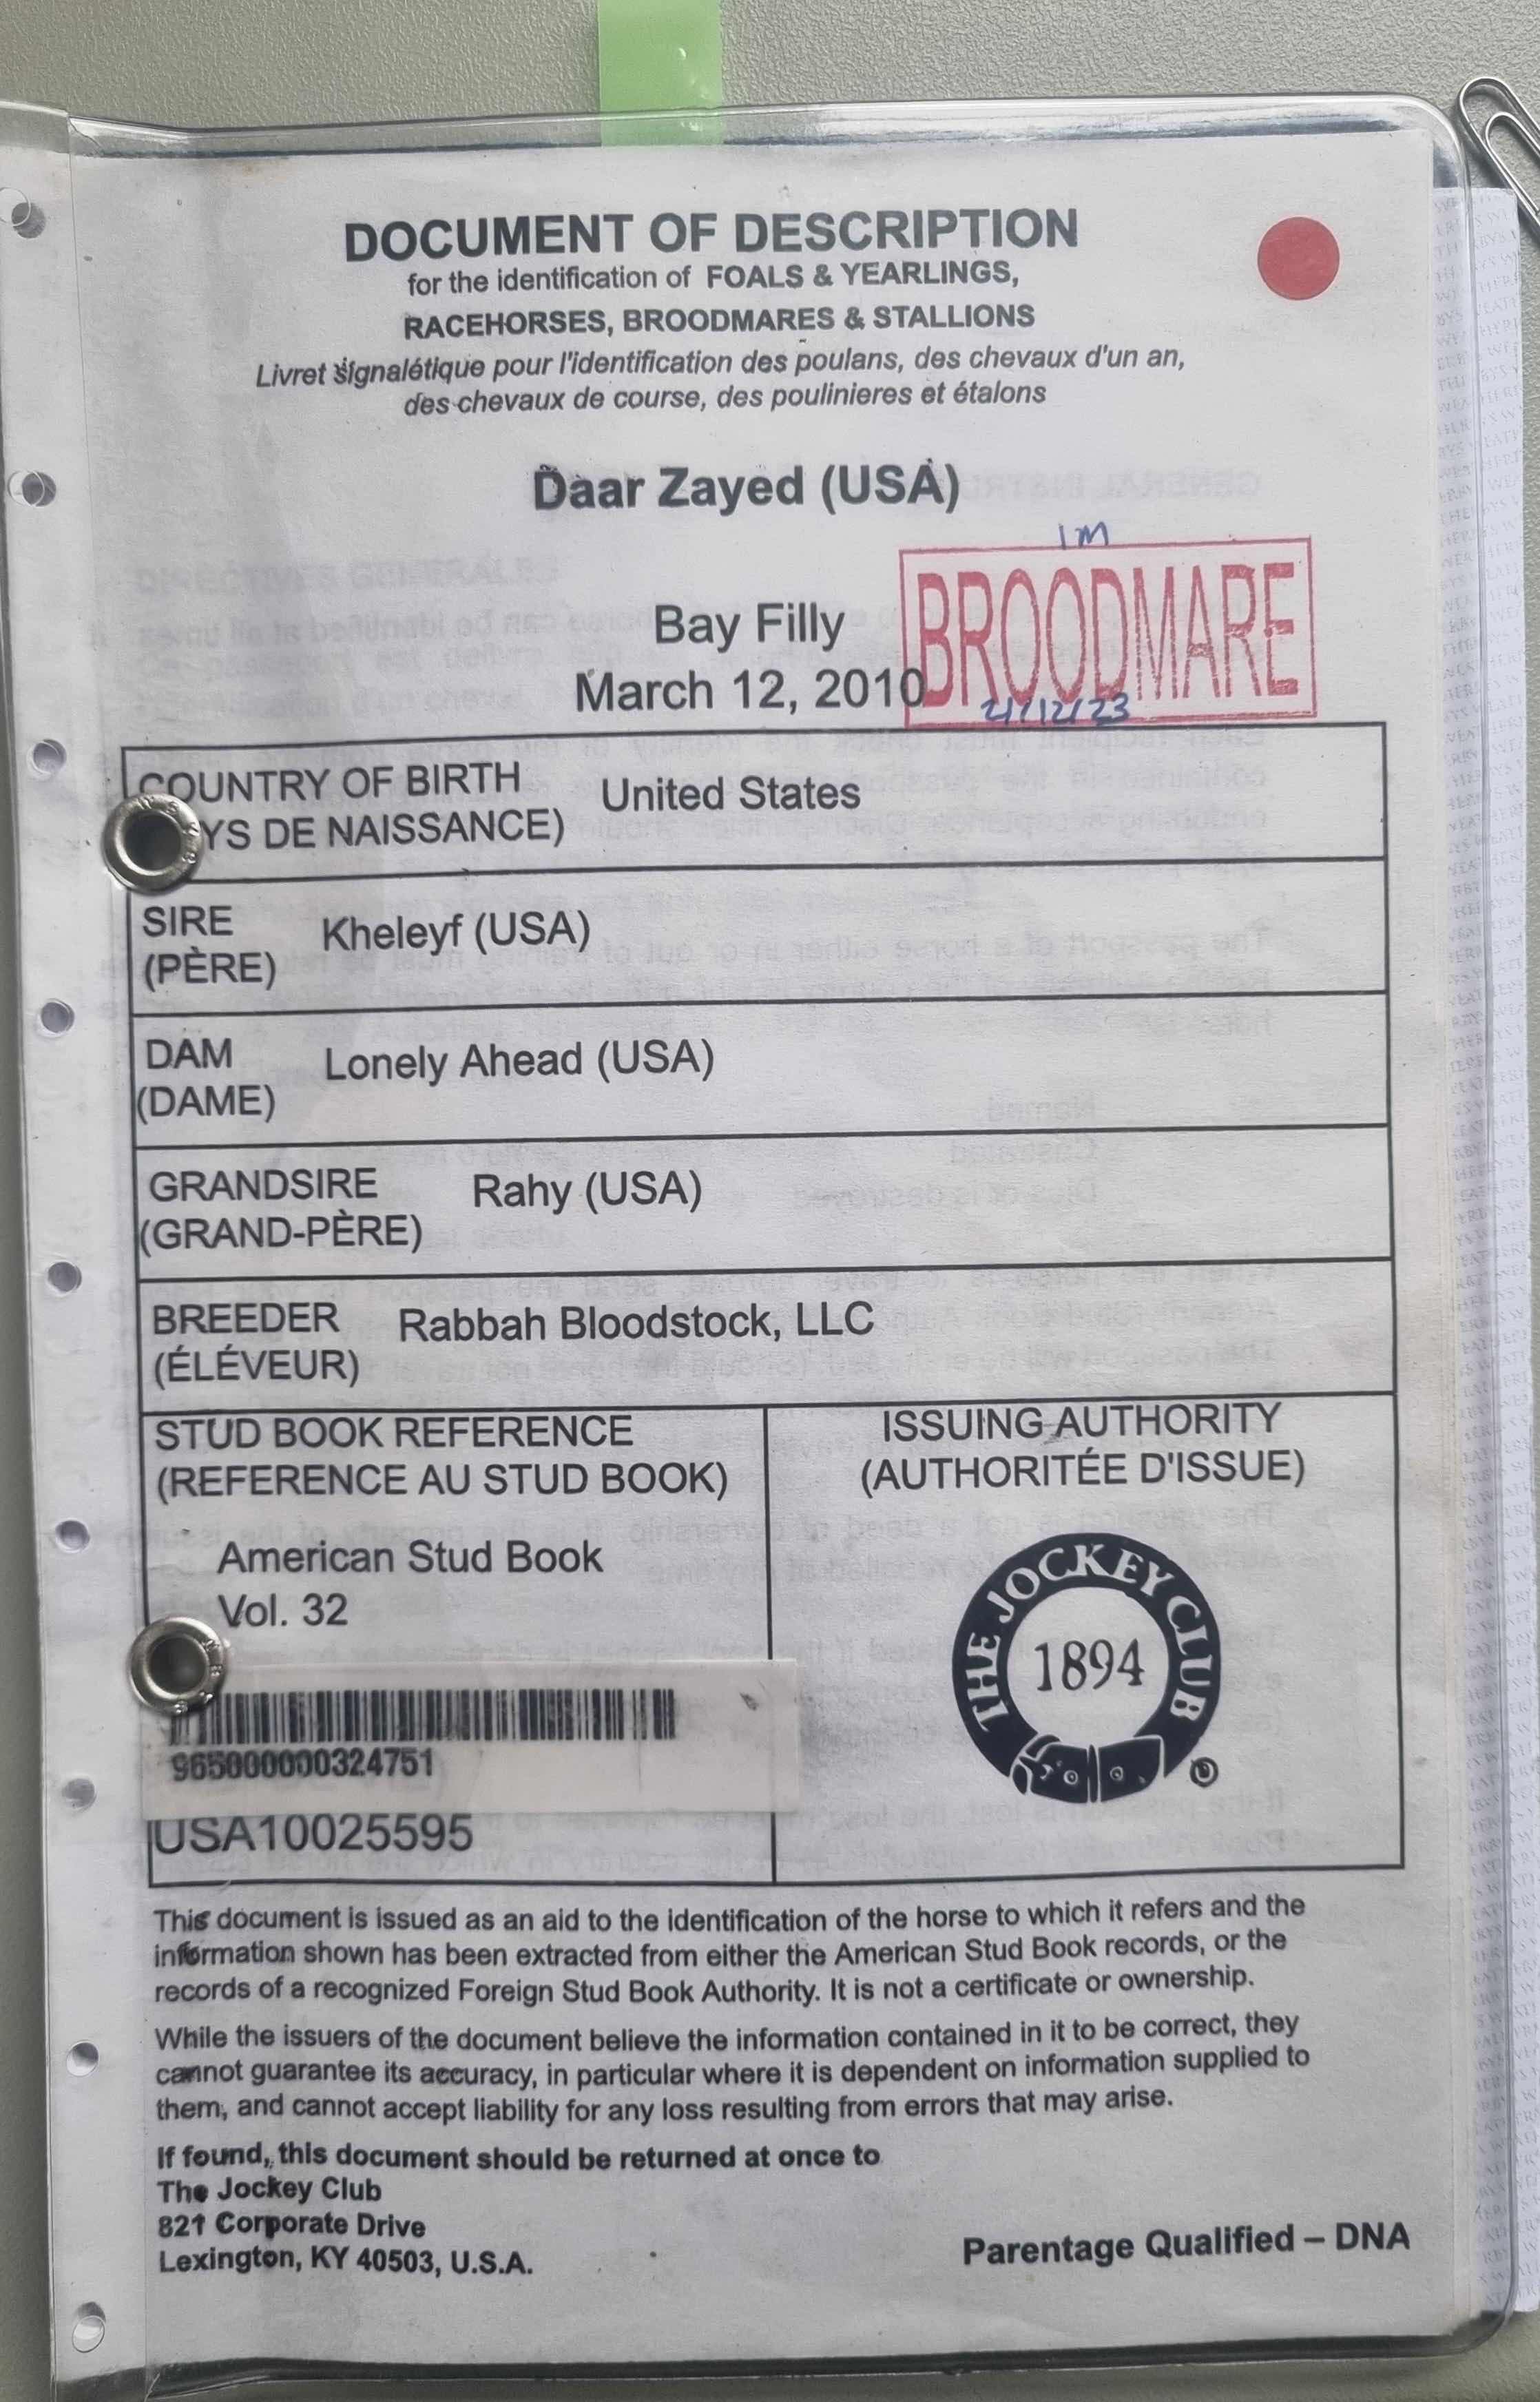 DOCUMENT OF DESCRIPTION
for the identification of FOALS & YEARLINGS,
RACEHORSES, BROODMARES & STALLIONS
Livret signalétique pour l'identification des poulans, des chevaux d'un an,
des chevaux de course, des poulinieres et étalons
Daar Zayed (USA)
1M
BROODMARE
21/12/23
Bay Filly
March 12, 2010
COUNTRY OF BIRTH
YS DE NAISSANCE)
United States
SIRE
(PÈRE)
Kheleyf (USA)
DAM
(DAME)
Lonely Ahead (USA)
GRANDSIRE
(GRAND-PÈRE)
Rahy (USA)
BREEDER
(ÉLÉVEUR)
Rabbah Bloodstock, LLC
STUD BOOK REFERENCE
(REFERENCE AU STUD BOOK)
American Stud Book
Vol. 32
965000000324751
USA10025595
ISSUING AUTHORITY
(AUTHORITÉE D'ISSUE)
THE JOCKEY CLUB
1894
®
This document is issued as an aid to the identification of the horse to which it refers and the
information shown has been extracted from either the American Stud Book records, or the
records of a recognized Foreign Stud Book Authority. It is not a certificate or ownership.
While the issuers of the document believe the information contained in it to be correct, they
cannot guarantee its accuracy, in particular where it is dependent on information supplied to
them, and cannot accept liability for any loss resulting from errors that may arise.
If found, this document should be returned at once to
The Jockey Club
821 Corporate Drive
Lexington, KY 40503, U.S.A.
Parentage Qualified – DNA